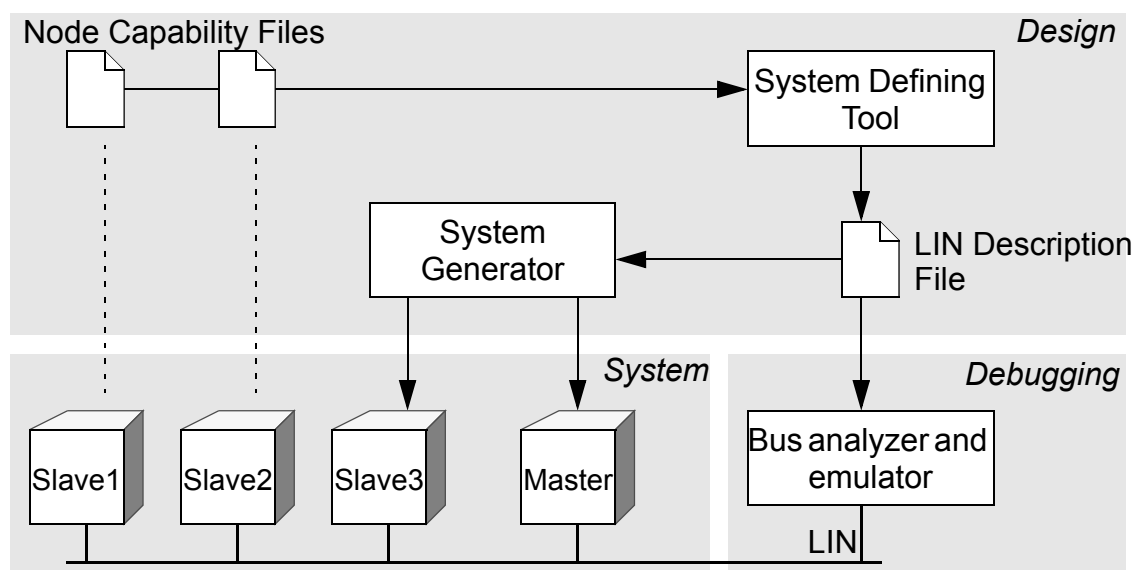 Node Capability Files
Design
System Defining
Tool
System
Generator
LIN Description
File
System
Debugging
Slave1
Slave2
Slave3
Master
Bus analyzer and
emulator
LIN